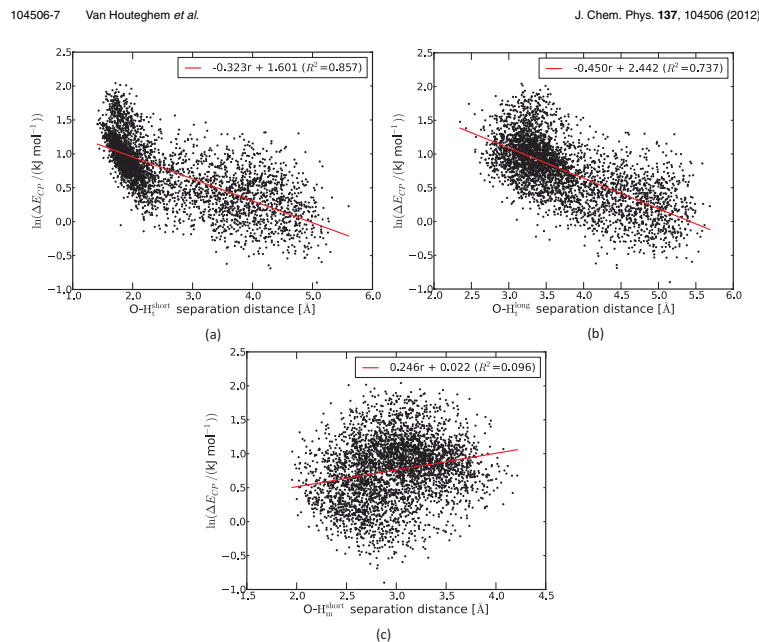 104506-7 Van Houteghem et al. J. Chem. Phys. 137, 104506 (2012)
-0.323r + 1.601 (R²=0.857)
ln(ΔE_CP /(kJ mol⁻¹))
2.5
2.0
1.5
1.0
0.5
0.0
−0.5
−1.0
1.0 2.0 3.0 4.0 5.0 6.0
O-H_t^short separation distance [Å]
(a)
-0.450r + 2.442 (R²=0.737)
ln(ΔE_CP /(kJ mol⁻¹))
2.5
2.0
1.5
1.0
0.5
0.0
−0.5
−1.0
2.0 2.5 3.0 3.5 4.0 4.5 5.0 5.5 6.0
O-H_t^long separation distance [Å]
(b)
0.246r + 0.022 (R²=0.096)
ln(ΔE_CP /(kJ mol⁻¹))
2.5
2.0
1.5
1.0
0.5
0.0
−0.5
−1.0
1.5 2.0 2.5 3.0 3.5 4.0 4.5
O-H_m^short separation distance [Å]
(c)